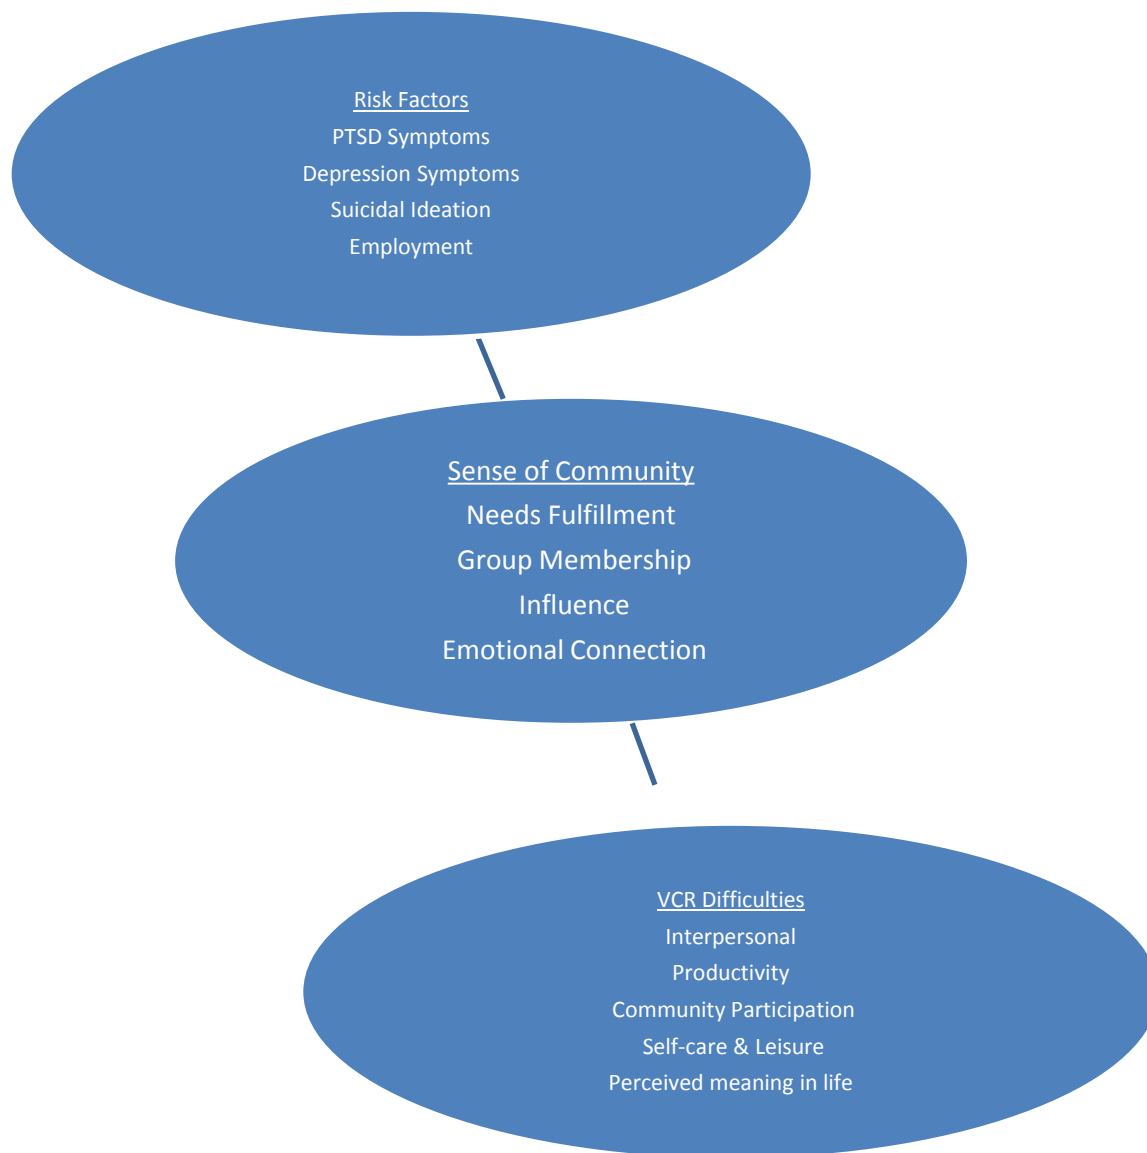 Risk Factors
PTSD Symptoms
Depression Symptoms
Suicidal Ideation
Employment
Sense of Community
Needs Fulfillment
Group Membership
Influence
Emotional Connection
VCR Difficulties
Interpersonal
Productivity
Community Participation
Self-care & Leisure
Perceived meaning in life